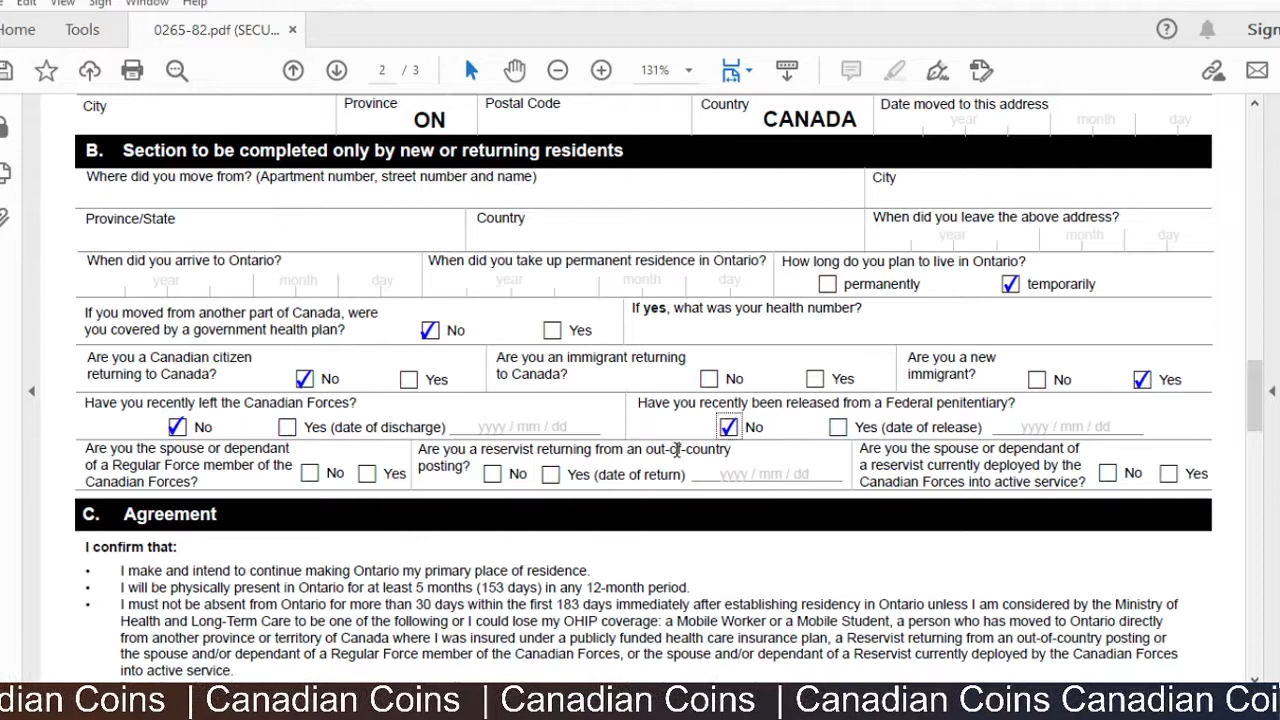 Edit View Sign Window Help
Home Tools 0265-82.pdf (SECU... × Sign
2 / 3 131%
City Province ON Postal Code Country CANADA Date moved to this address
year month day
B. Section to be completed only by new or returning residents
Where did you move from? (Apartment number, street number and name) City
Province/State Country When did you leave the above address?
year month day
When did you arrive to Ontario? When did you take up permanent residence in Ontario? How long do you plan to live in Ontario?
year month day year month day permanently temporarily
If you moved from another part of Canada, were If yes, what was your health number?
you covered by a government health plan? No Yes
Are you a Canadian citizen Are you an immigrant returning Are you a new
returning to Canada? No Yes to Canada? No Yes immigrant? No Yes
Have you recently left the Canadian Forces? Have you recently been released from a Federal penitentiary?
No Yes (date of discharge) yyyy / mm / dd No Yes (date of release) yyyy / mm / dd
Are you the spouse or dependant Are you a reservist returning from an out-of-country Are you the spouse or dependant of
of a Regular Force member of the No Yes posting? No Yes (date of return) yyyy / mm / dd a reservist currently deployed by the No Yes
Canadian Forces? Canadian Forces into active service?
C. Agreement
I confirm that:
• I make and intend to continue making Ontario my primary place of residence.
• I will be physically present in Ontario for at least 5 months (153 days) in any 12-month period.
• I must not be absent from Ontario for more than 30 days within the first 183 days immediately after establishing residency in Ontario unless I am considered by the Ministry of
Health and Long-Term Care to be one of the following or I could lose my OHIP coverage: a Mobile Worker or a Mobile Student, a person who has moved to Ontario directly
from another province or territory of Canada where I was insured under a publicly funded health care insurance plan, a Reservist returning from an out-of-country posting or
the spouse and/or dependant of a Regular Force member of the Canadian Forces, or the spouse and/or dependant of a Reservist currently deployed by the Canadian Forces
into active service.
adian Coins | Canadian Coins | Canadian Coins | Canadian Coins Canadian Coi